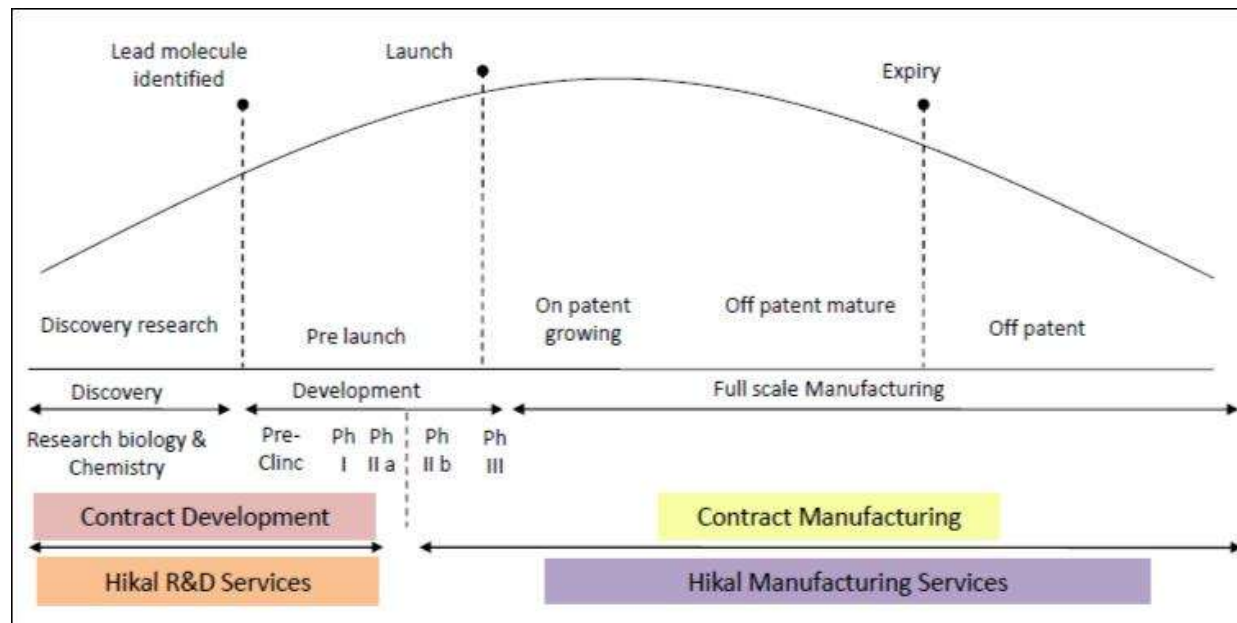 Lead molecule
identified
Launch
Expiry
Discovery research
Pre launch
On patent
growing
Off patent mature
Off patent
Discovery
Development
Full scale Manufacturing
Research biology &
Chemistry
Pre-
Clinc
Ph
I
Ph
II a
Ph
II b
Ph
III
Contract Development
Contract Manufacturing
Hikal R&D Services
Hikal Manufacturing Services